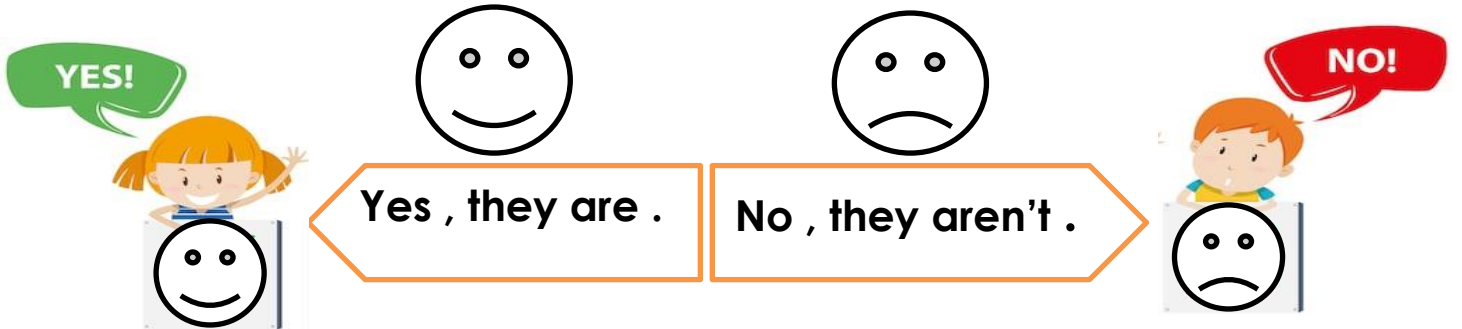 YES!
NO!
Yes , they are .
No , they aren’t .